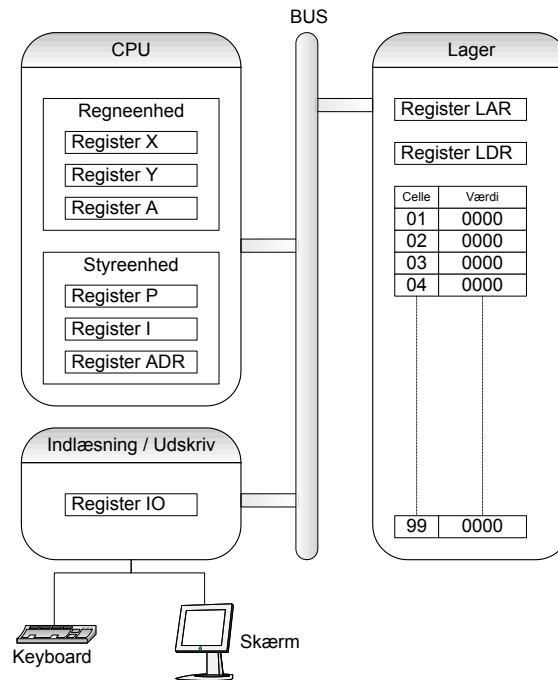 BUS
CPU
Regneenhed
Register X
Register Y
Register A
Styreenhed
Register P
Register I
Register ADR
Indlæsning / Udskriv
Register IO
Keyboard
Skærm
Lager
Register LAR
Register LDR
Celle Værdi
01 0000
02 0000
03 0000
04 0000
99 0000